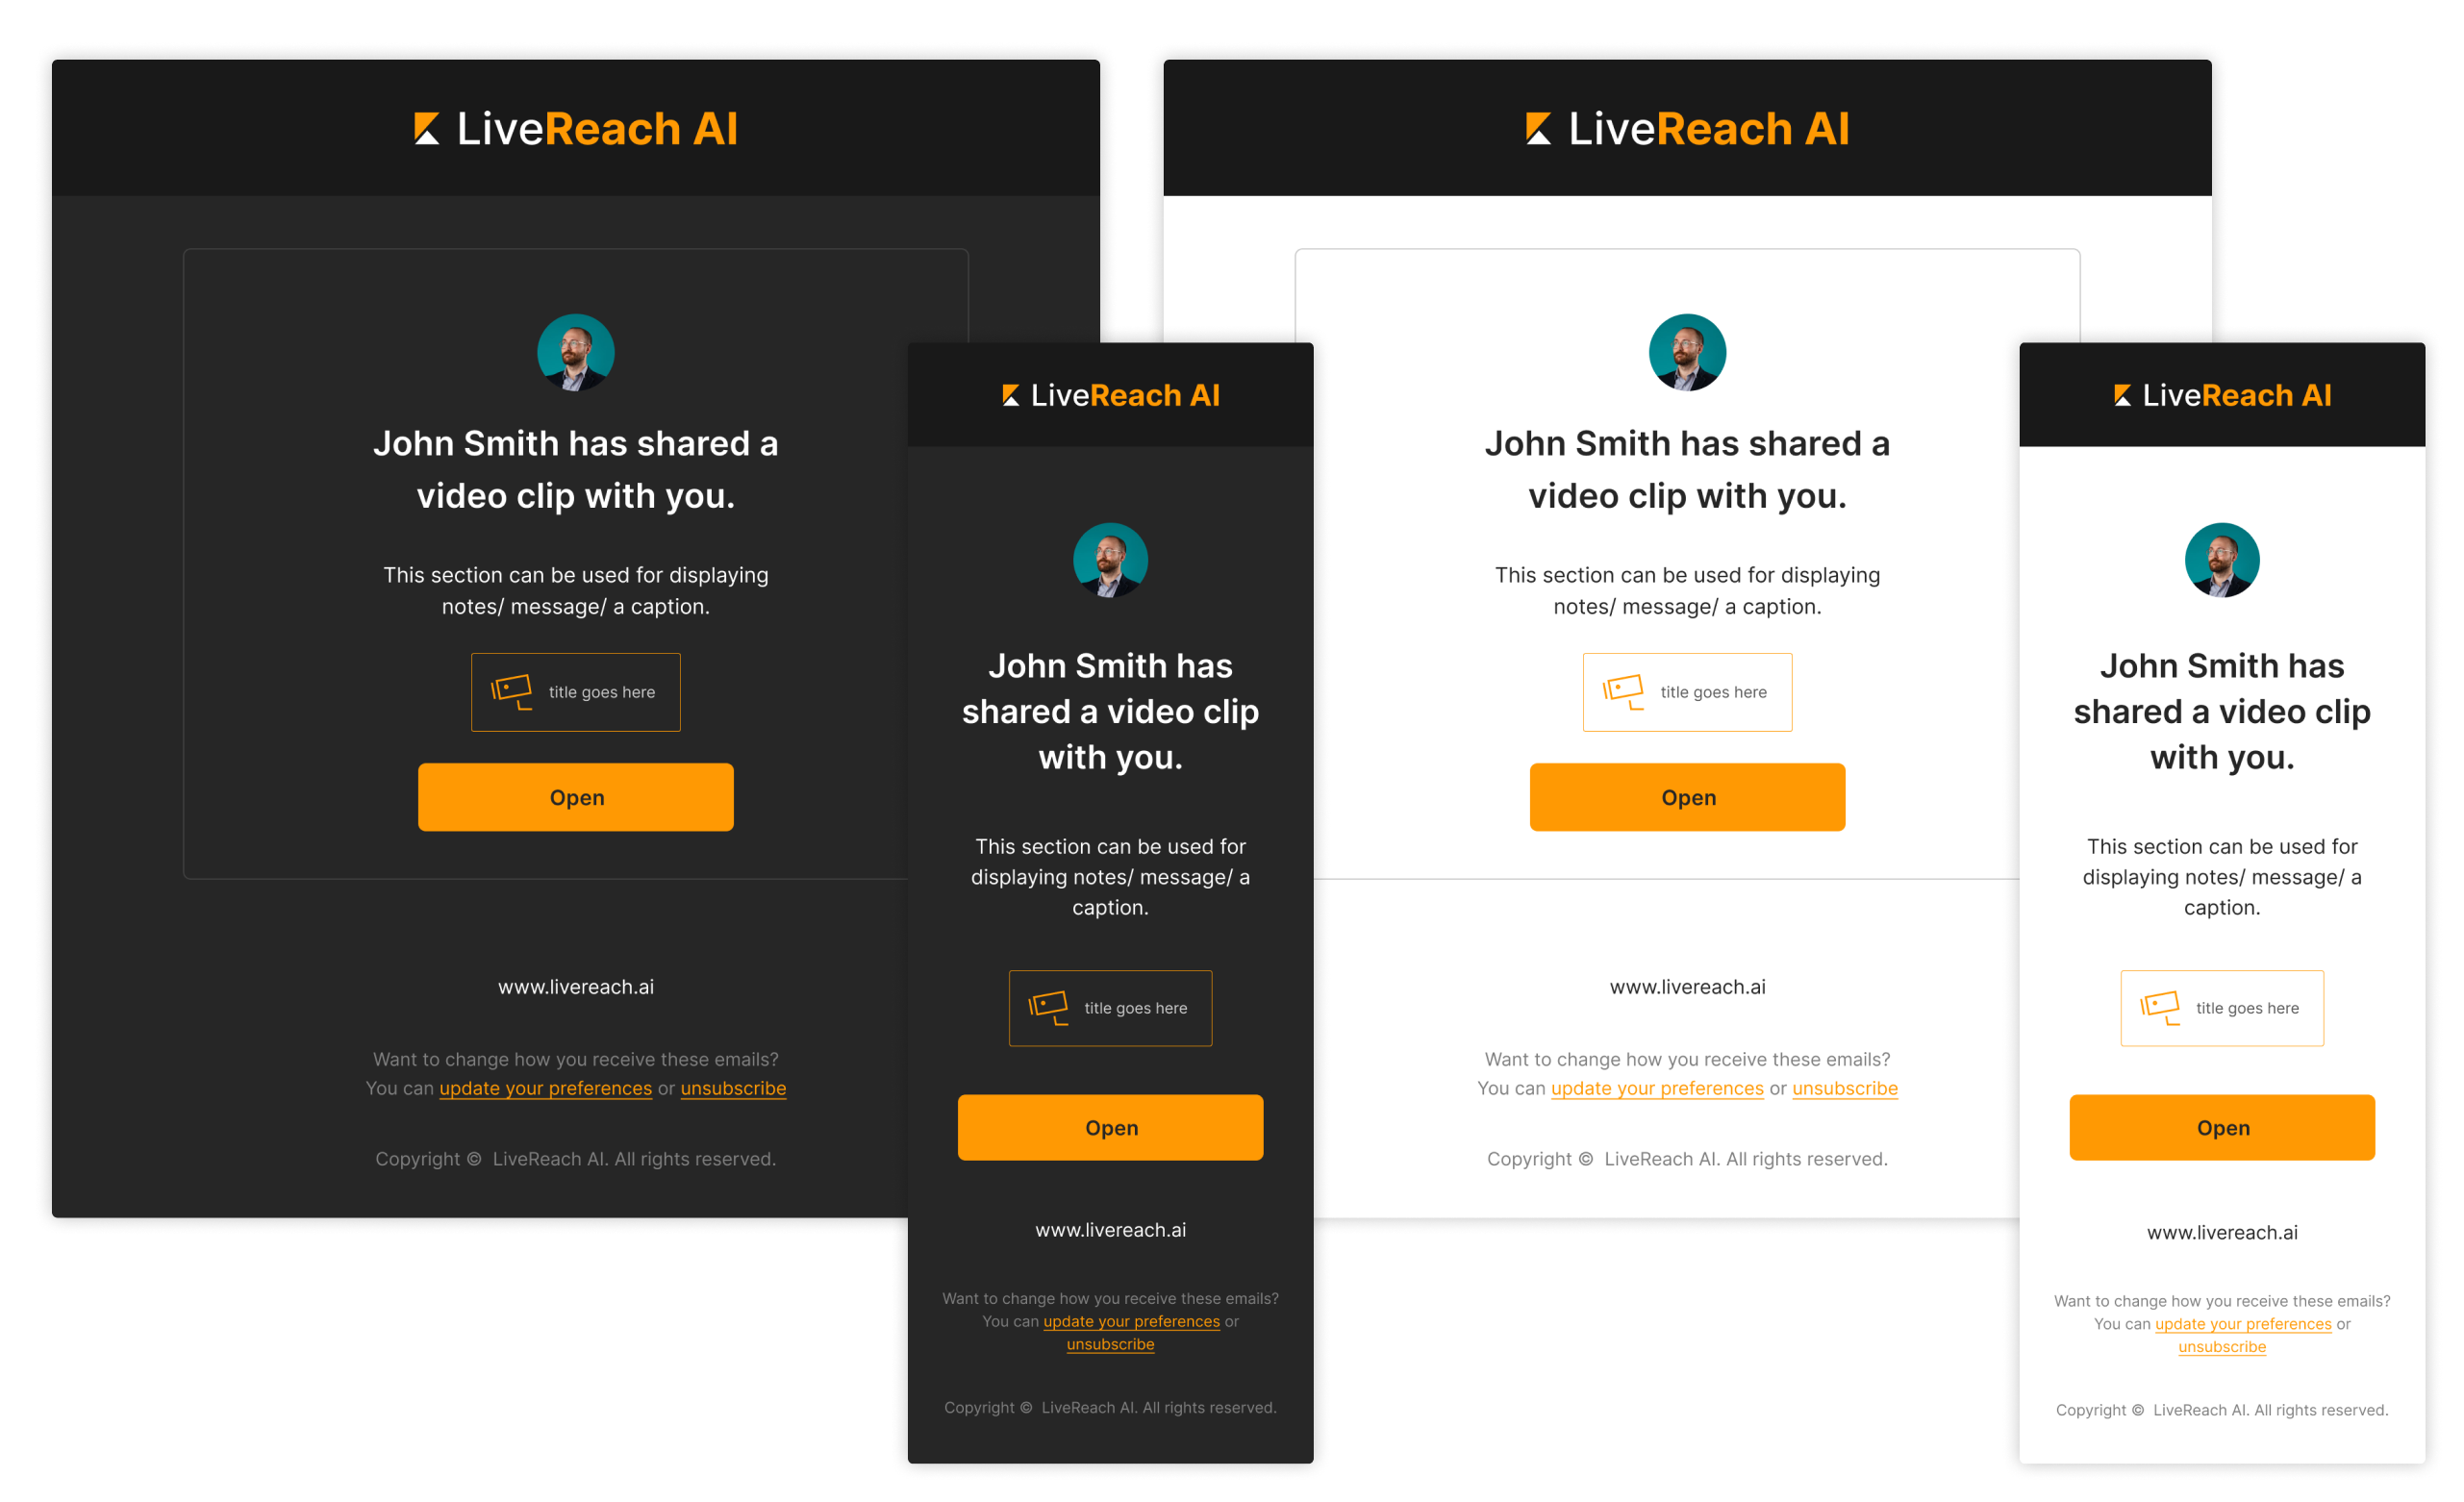 LiveReach AI
John Smith has shared a
video clip with you.
This section can be used for displaying
notes/ message/ a caption.
title goes here
Open
www.livereach.ai
Want to change how you receive these emails?
You can update your preferences or unsubscribe
Copyright © LiveReach AI. All rights reserved.
LiveReach AI
John Smith has
shared a video clip
with you.
This section can be used for
displaying notes/ message/ a
caption.
title goes here
Open
www.livereach.ai
Want to change how you receive these emails?
You can update your preferences or
unsubscribe
Copyright © LiveReach AI. All rights reserved.
LiveReach AI
John Smith has shared a
video clip with you.
This section can be used for displaying
notes/ message/ a caption.
title goes here
Open
www.livereach.ai
Want to change how you receive these emails?
You can update your preferences or unsubscribe
Copyright © LiveReach AI. All rights reserved.
LiveReach AI
John Smith has
shared a video clip
with you.
This section can be used for
displaying notes/ message/ a
caption.
title goes here
Open
www.livereach.ai
Want to change how you receive these emails?
You can update your preferences or
unsubscribe
Copyright © LiveReach AI. All rights reserved.